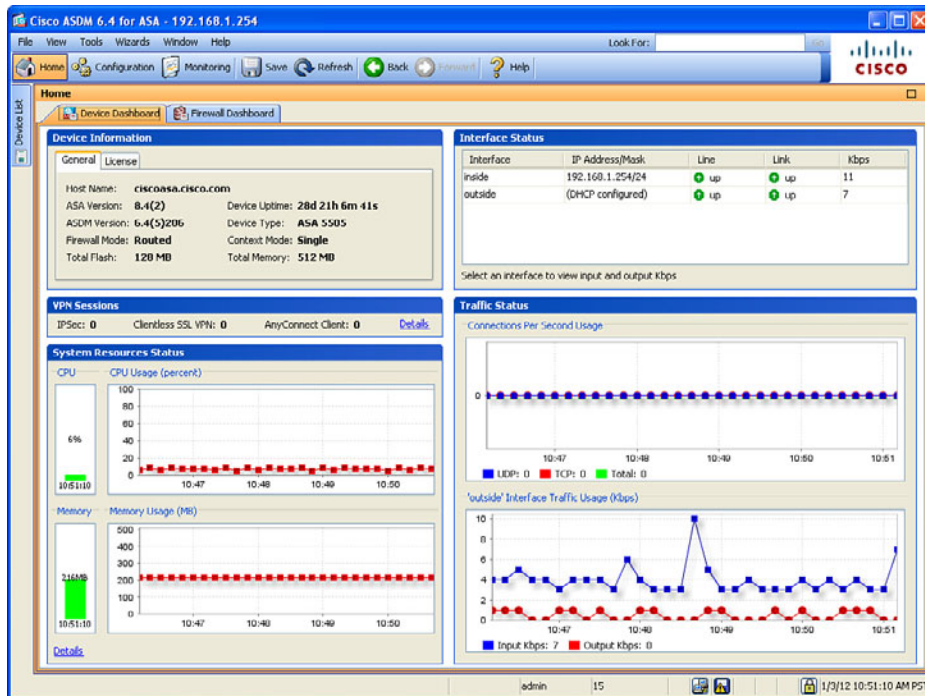 Cisco ASDM 6.4 for ASA - 192.168.1.254
File View Tools Wizards Window Help
Look For:
Go
Home Configuration Monitoring Save Refresh Back Forward Help
CISCO
Device List
Home
Device Dashboard Firewall Dashboard
Device Information
General License
Host Name: ciscoasa.cisco.com
ASA Version: 8.4(2) Device Uptime: 28d 21h 6m 41s
ASDM Version: 6.4(5)206 Device Type: ASA 5505
Firewall Mode: Routed Context Mode: Single
Total Flash: 128 MB Total Memory: 512 MB
Interface Status
Interface IP Address/Mask Line Link Kbps
inside 192.168.1.254/24 up up 11
outside (DHCP configured) up up 7
Select an interface to view input and output Kbps
VPN Sessions
IPSec: 0 Clientless SSL VPN: 0 AnyConnect Client: 0 Details
System Resources Status
CPU CPU Usage (percent)
6%
10:51:10
100
80
60
40
20
0
10:47 10:48 10:49 10:50
Memory Memory Usage (MB)
216MB
10:51:10
500
400
300
200
100
0
10:47 10:48 10:49 10:50
Details
Traffic Status
Connections Per Second Usage
0
10:47 10:48 10:49 10:50 10:51
UDP: 0 TCP: 0 Total: 0
'outside' Interface Traffic Usage (Kbps)
10
8
6
4
2
0
10:47 10:48 10:49 10:50 10:51
Input Kbps: 7 Output Kbps: 0
admin 15 1/3/12 10:51:10 AM PST